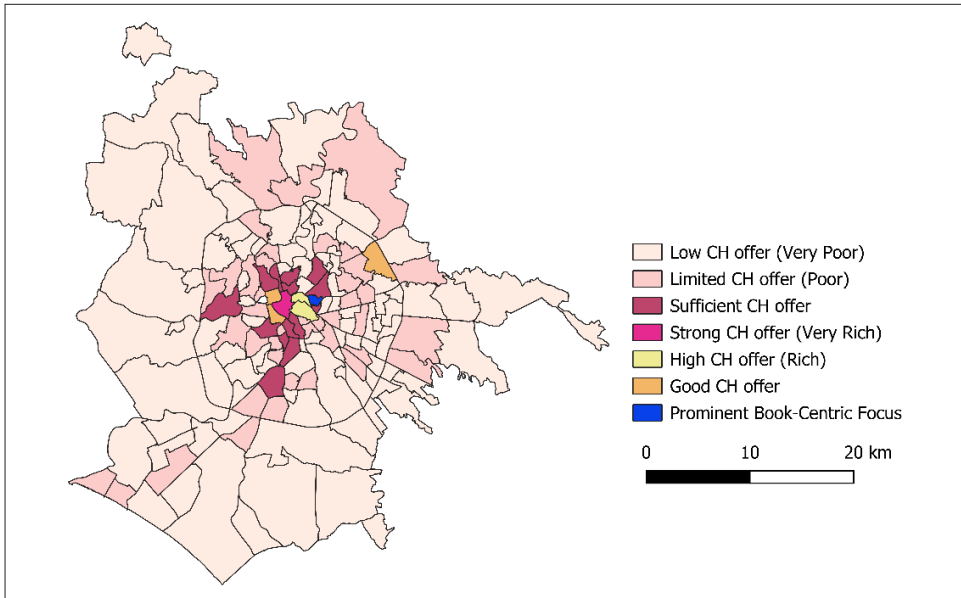 Low CH offer (Very Poor)
Limited CH offer (Poor)
Sufficient CH offer
Strong CH offer (Very Rich)
High CH offer (Rich)
Good CH offer
Prominent Book-Centric Focus
0 10 20 km